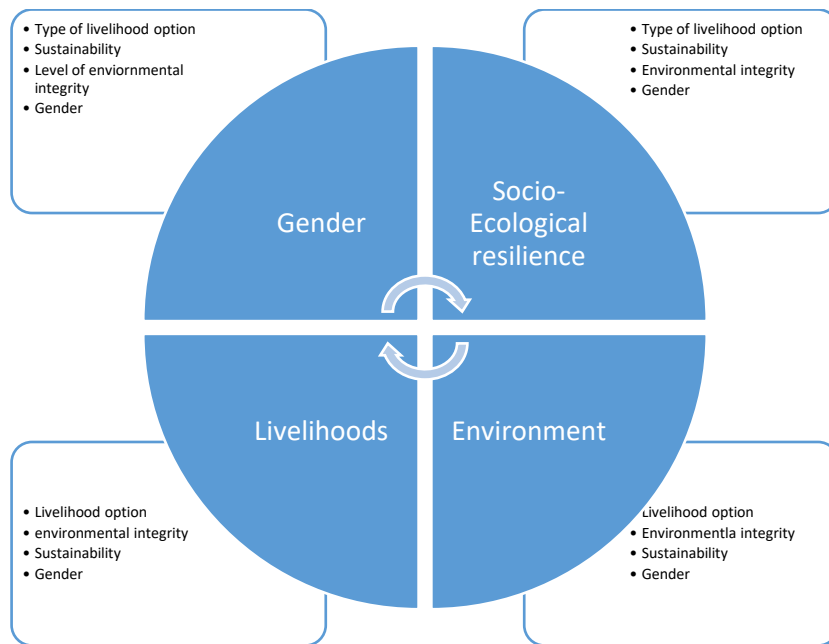 • Type of livelihood option
• Sustainability
• Level of enviornmental
integrity
• Gender
• Type of livelihood option
• Sustainability
• Environmental integrity
• Gender
Gender
Socio-
Ecological
resilience
Livelihoods
Environment
• Livelihood option
• environmental integrity
• Sustainability
• Gender
Livelihood option
• Environmentla integrity
• Sustainability
• Gender